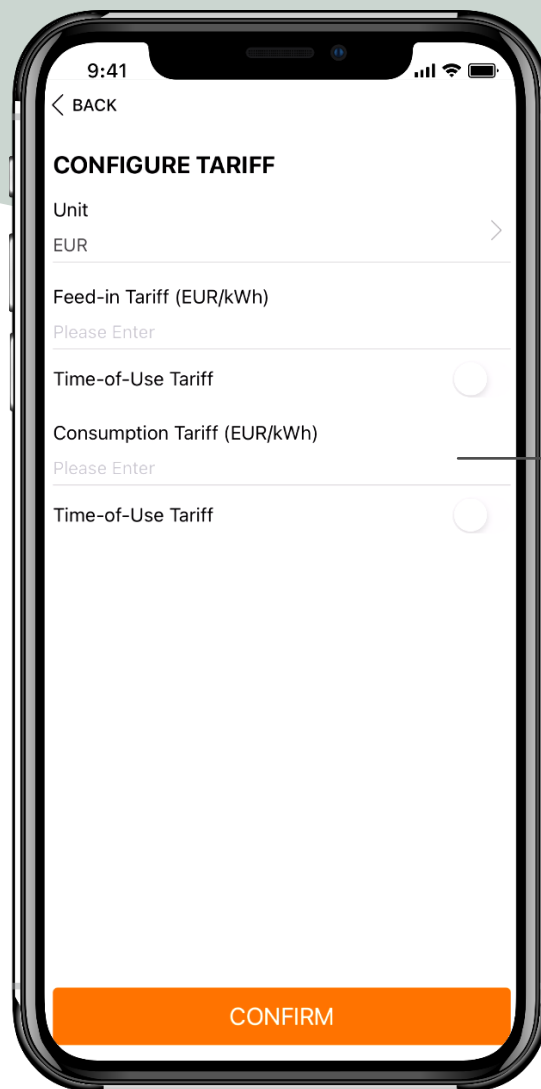 9:41
BACK
CONFIGURE TARIFF
Unit
EUR
Feed-in Tariff (EUR/kWh)
Please Enter
Time-of-Use Tariff
Consumption Tariff (EUR/kWh)
Please Enter
Time-of-Use Tariff
CONFIRM